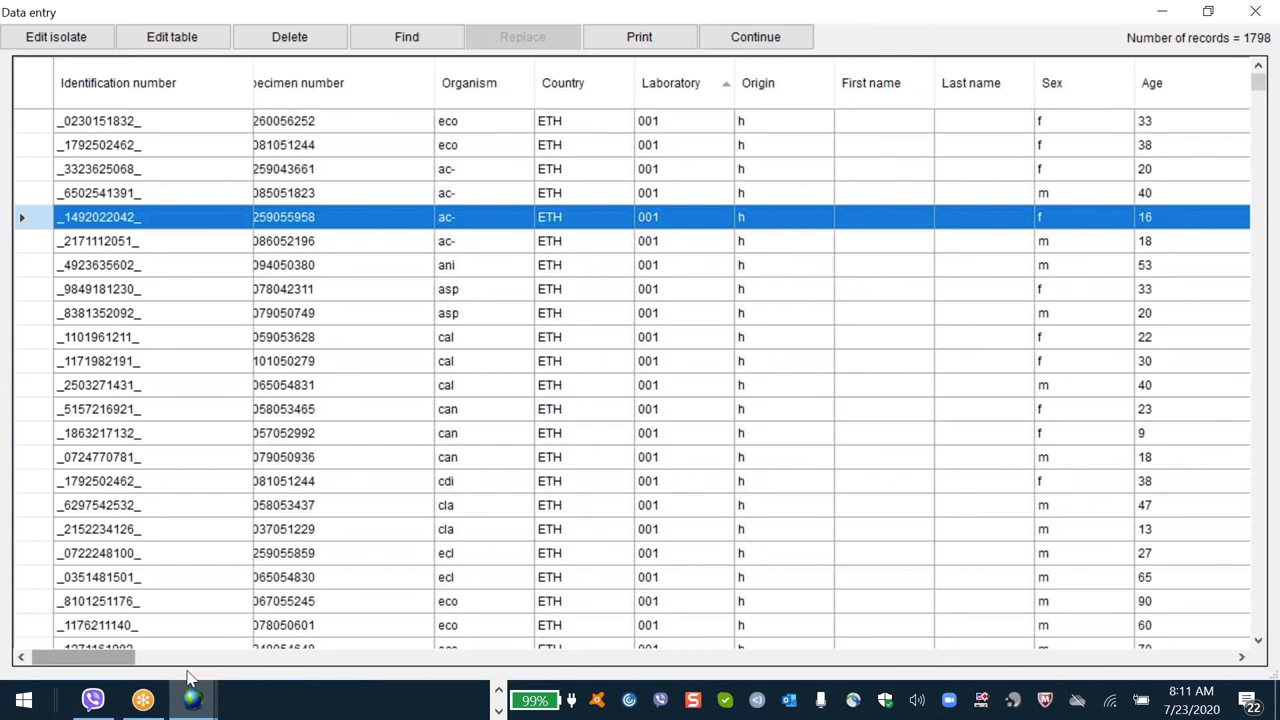 Data entry
Edit isolate Edit table Delete Find Replace Print Continue Number of records = 1798
Identification number pecimen number Organism Country Laboratory Origin First name Last name Sex Age
_0230151832_ 260056252 eco ETH 001 h f 33
_1792502462_ 081051244 eco ETH 001 h f 38
_3323625068_ 259043661 ac- ETH 001 h f 20
_6502541391_ 085051823 ac- ETH 001 h m 40
_1492022042_ 259055958 ac- ETH 001 h f 16
_2171112051_ 086052196 ac- ETH 001 h m 18
_4923635602_ 094050380 ani ETH 001 h m 53
_9849181230_ 078042311 asp ETH 001 h f 33
_8381352092_ 079050749 asp ETH 001 h m 20
_1101961211_ 059053628 cal ETH 001 h f 22
_1171982191_ 101050279 cal ETH 001 h f 30
_2503271431_ 065054831 cal ETH 001 h m 40
_5157216921_ 058053465 can ETH 001 h f 23
_1863217132_ 057052992 can ETH 001 h f 9
_0724770781_ 079050936 can ETH 001 h m 18
_1792502462_ 081051244 cdi ETH 001 h f 38
_6297542532_ 058053437 cla ETH 001 h m 47
_2152234126_ 037051229 cla ETH 001 h m 13
_0722248100_ 259055859 ecl ETH 001 h m 27
_0351481501_ 065054830 ecl ETH 001 h m 65
_8101251176_ 067055245 eco ETH 001 h m 90
_1176211140_ 078050601 eco ETH 001 h m 60
99% 8:11 AM
7/23/2020 22